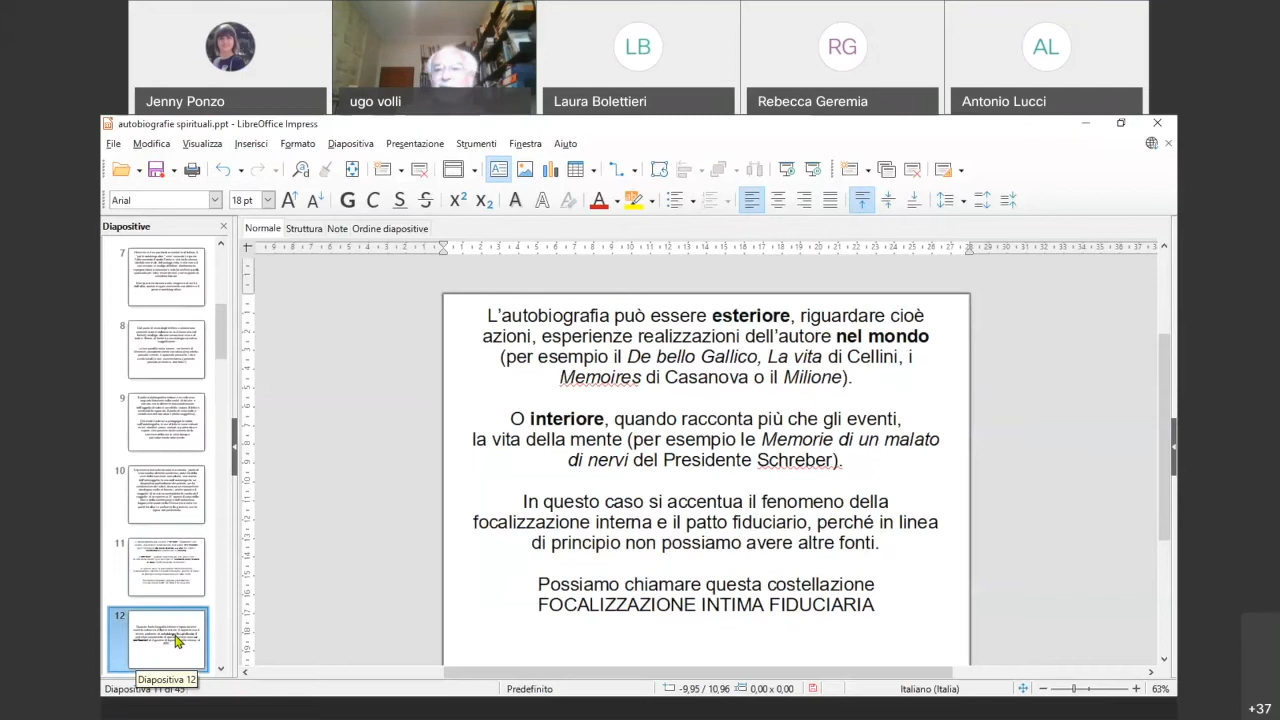 LB
RG
AL
Jenny Ponzo
ugo volli
Laura Bolettieri
Rebecca Geremia
Antonio Lucci
autobiografie spirituali.ppt - LibreOffice Impress
File Modifica Visualizza Inserisci Formato Diapositiva Presentazione Strumenti Finestra Aiuto
Arial 18 pt
Diapositive
Normale Struttura Note Ordine diapositive
7
8
9
10
11
12
L’autobiografia può essere esteriore, riguardare cioè
azioni, esperienze realizzazioni dell’autore nel mondo
(per esempio il De bello Gallico, La vita di Cellini, i
Memoires di Casanova o il Milione).
O interiore, quando racconta più che gli eventi,
la vita della mente (per esempio le Memorie di un malato
di nervi del Presidente Schreber).
In questo caso si accentua il fenomeno della
focalizzazione interna e il patto fiduciario, perché in linea
di principio non possiamo avere altre fonti.
Possiamo chiamare questa costellazione
FOCALIZZAZIONE INTIMA FIDUCIARIA
Diapositiva 12
Diapositiva 11 di 45
Predefinito
-9,95 / 10,96
0,00 x 0,00
Italiano (Italia)
63%
+37